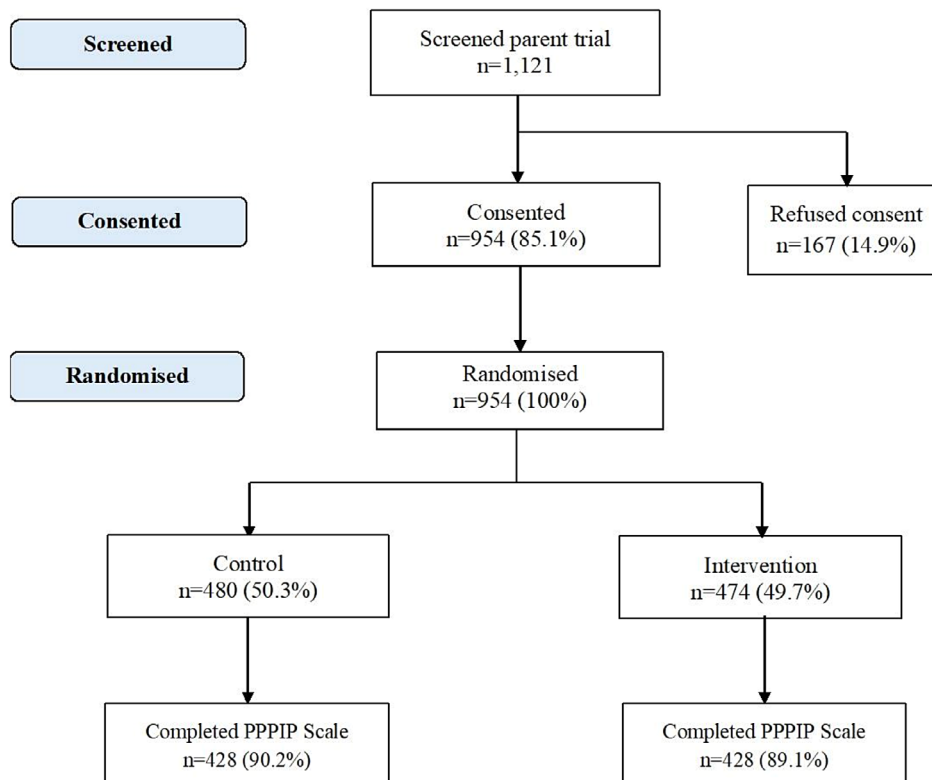 Screened
Screened parent trial
n=1,121
Consented
Consented
n=954 (85.1%)
Refused consent
n=167 (14.9%)
Randomised
Randomised
n=954 (100%)
Control
n=480 (50.3%)
Intervention
n=474 (49.7%)
Completed PPPIP Scale
n=428 (90.2%)
Completed PPPIP Scale
n=428 (89.1%)